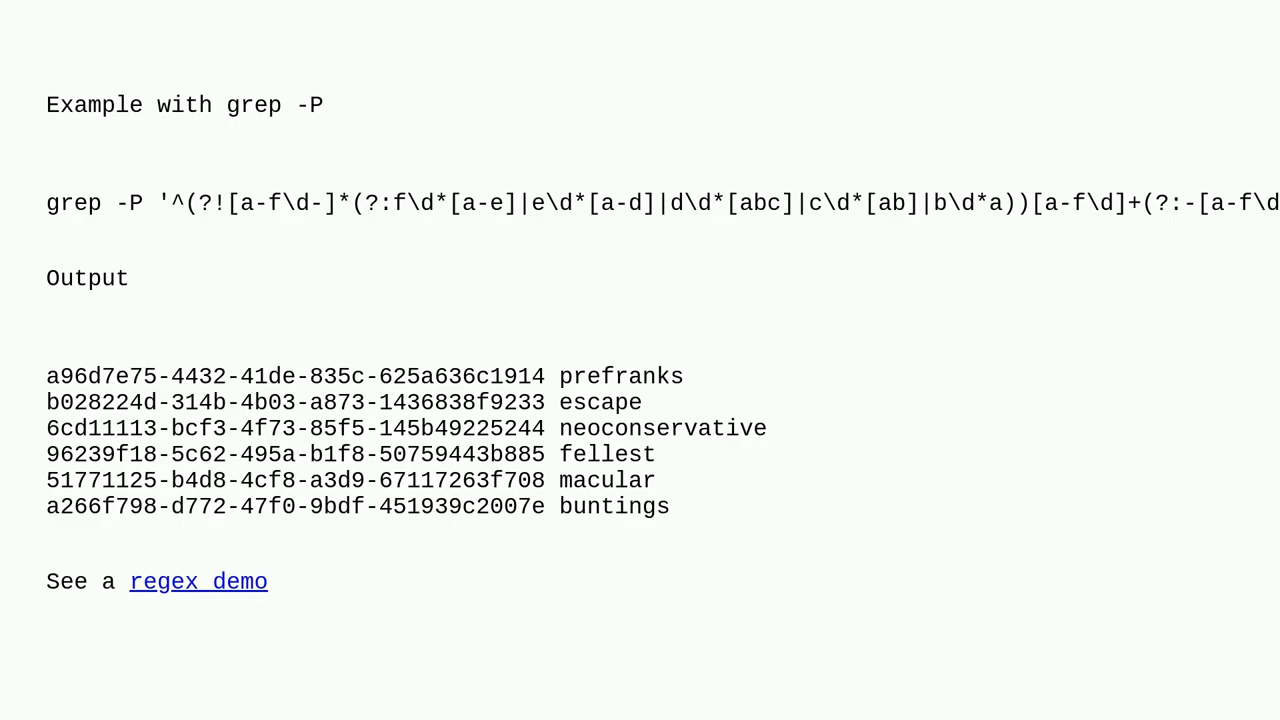 Example with grep -P
grep -P '^(?![a-f\d-]*(?:f\d*[a-e]|e\d*[a-d]|d\d*[abc]|c\d*[ab]|b\d*a))[a-f\d]+(?:-[a-f\d
Output
a96d7e75-4432-41de-835c-625a636c1914 prefranks
b028224d-314b-4b03-a873-1436838f9233 escape
6cd11113-bcf3-4f73-85f5-145b49225244 neoconservative
96239f18-5c62-495a-b1f8-50759443b885 fellest
51771125-b4d8-4cf8-a3d9-67117263f708 macular
a266f798-d772-47f0-9bdf-451939c2007e buntings
See a regex demo